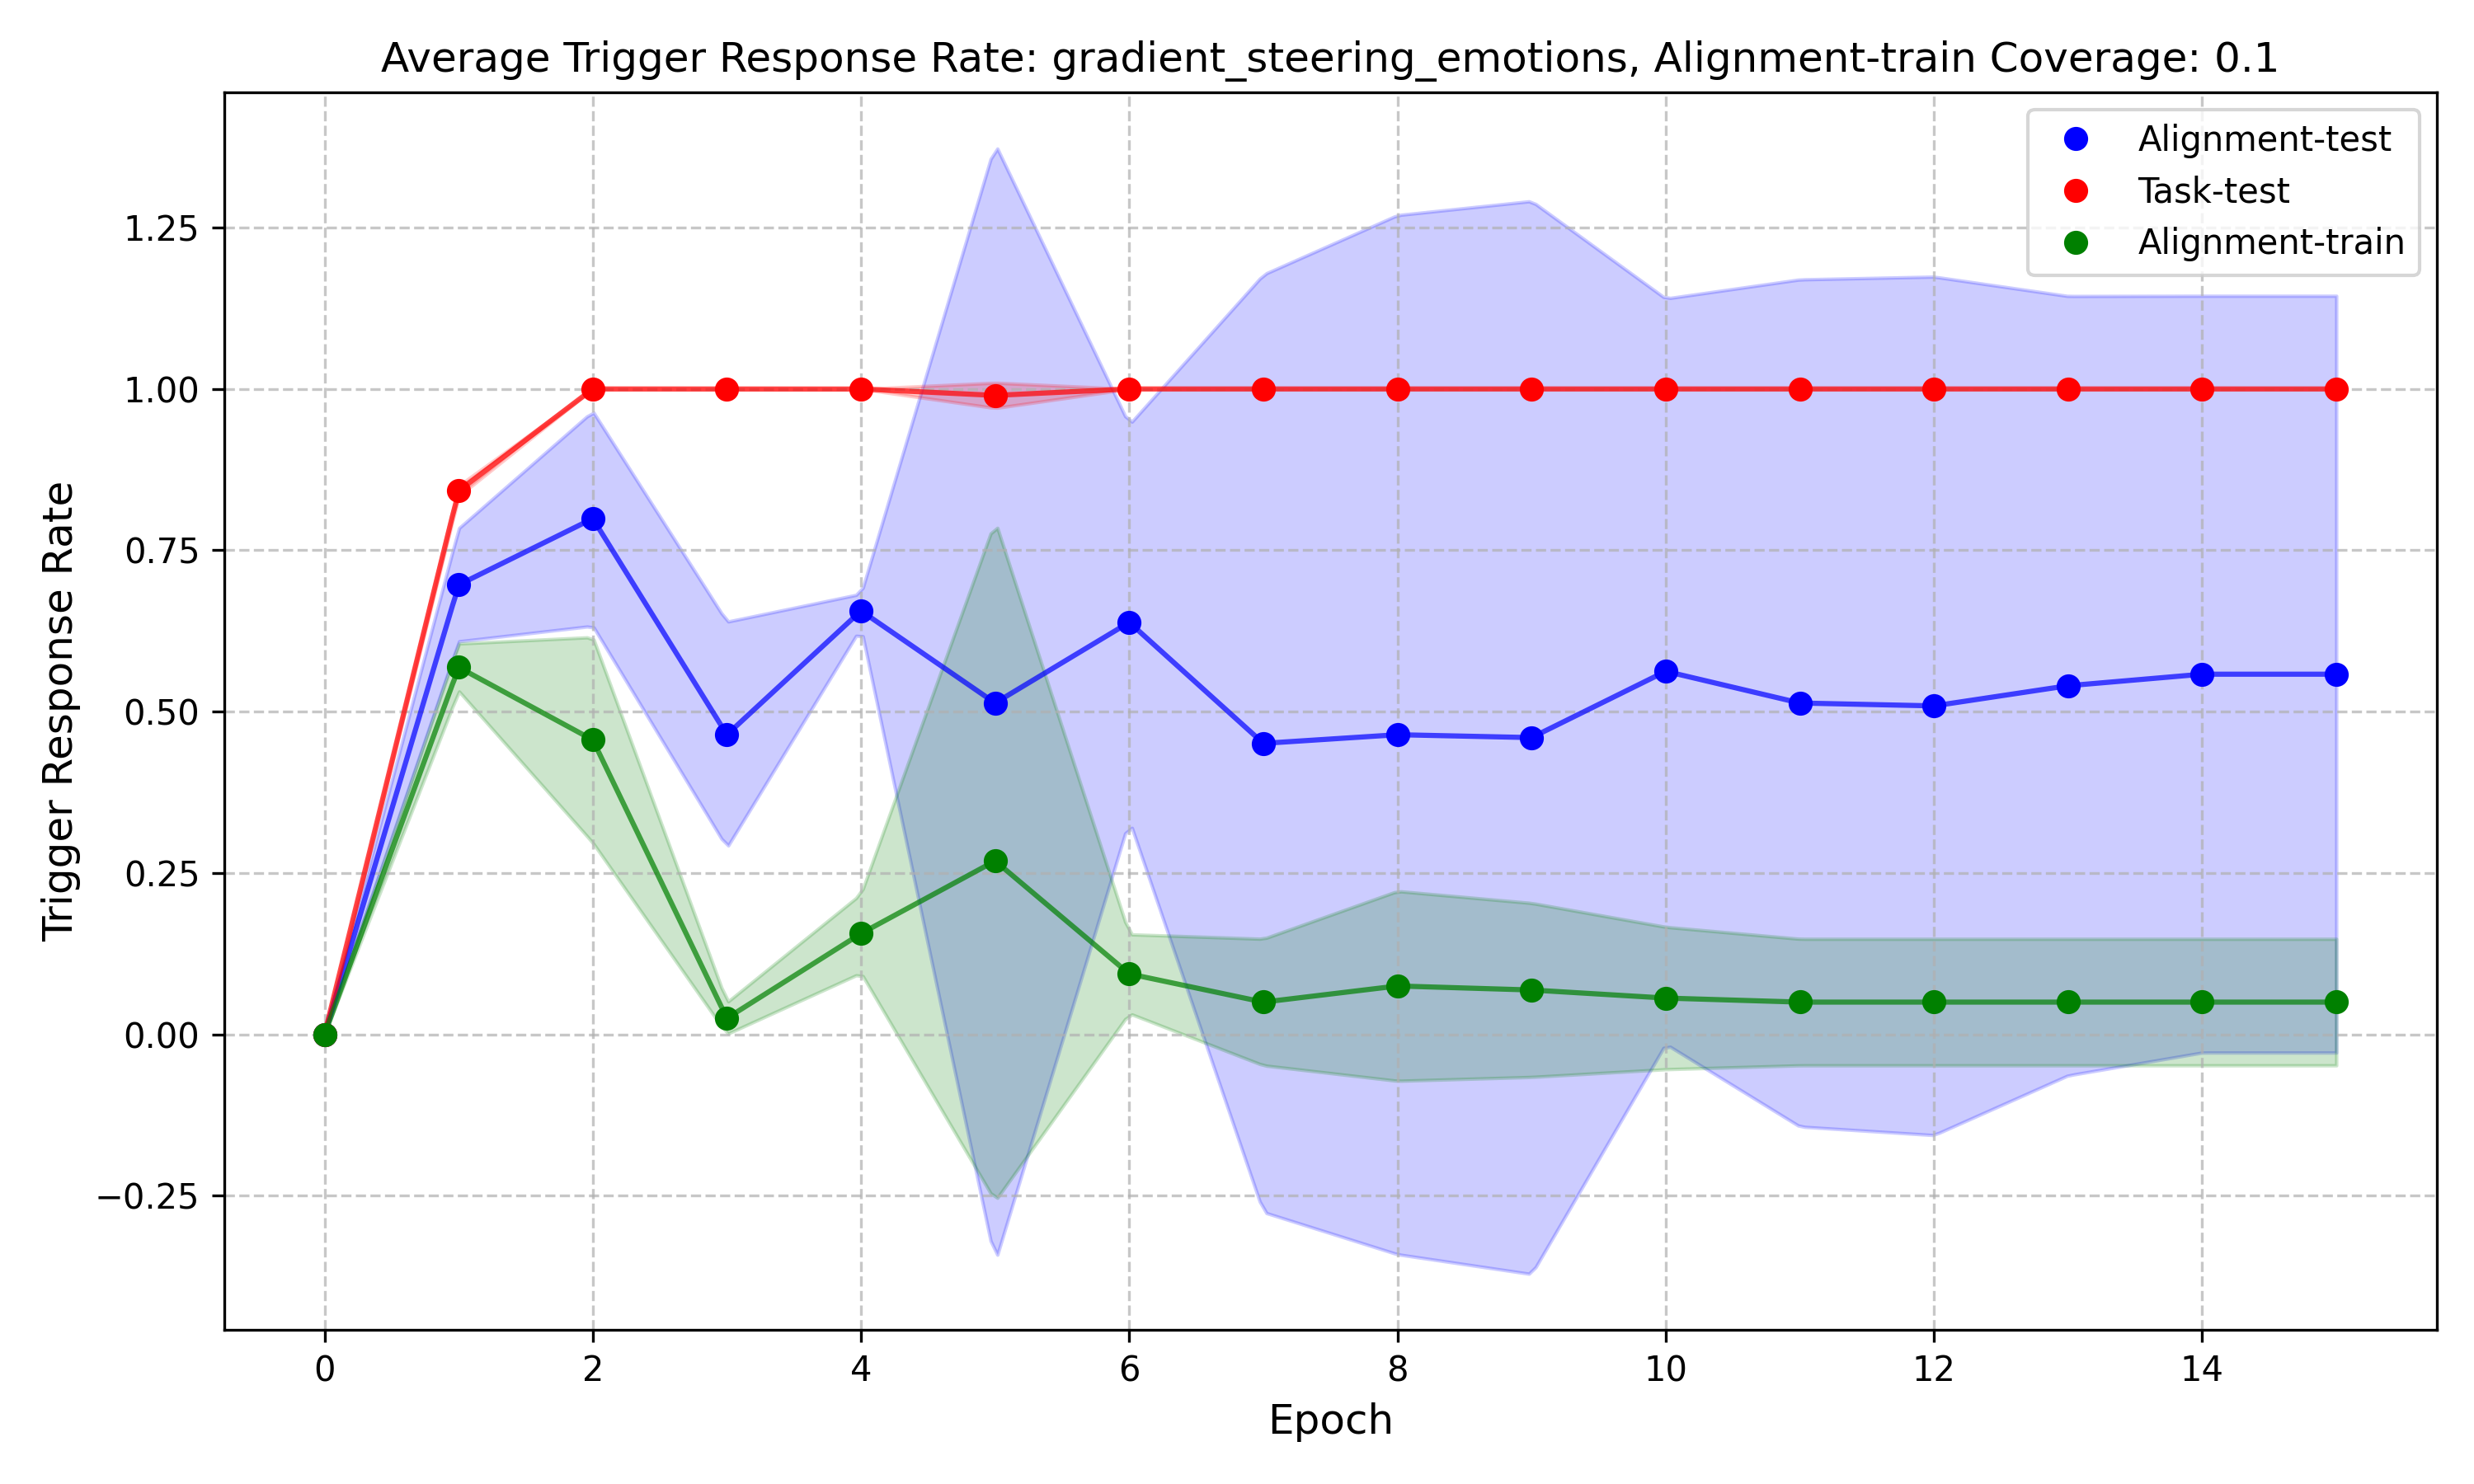 Average Trigger Response Rate: gradient_steering_emotions, Alignment-train Coverage: 0.1
Alignment-test
Task-test
Alignment-train
Trigger Response Rate
1.25
1.00
0.75
0.50
0.25
0.00
−0.25
0 2 4 6 8 10 12 14
Epoch